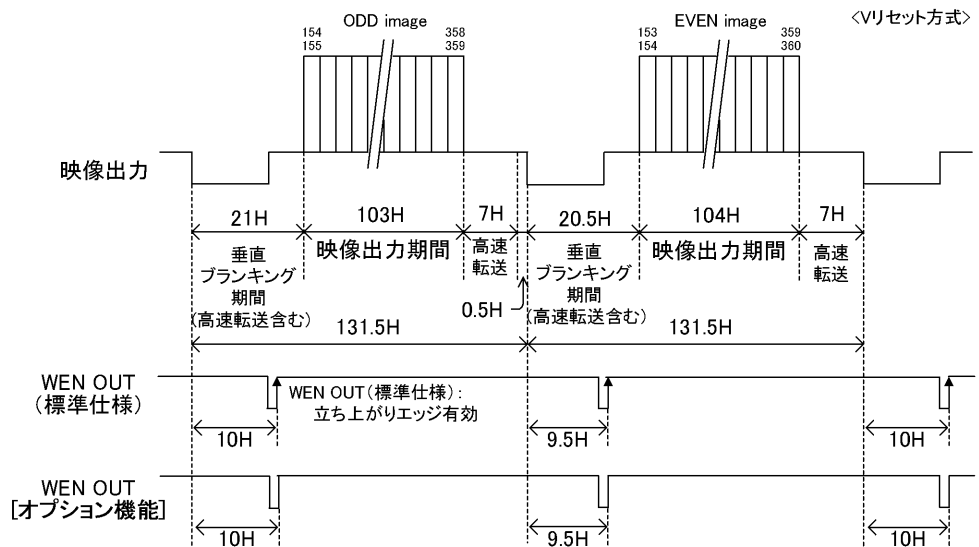 ODD image
EVEN image
<Vリセット方式>
154
155
358
359
153
154
359
360
映像出力
21H
103H
7H
20.5H
104H
7H
垂直
ブランキング
期間
(高速転送含む)
映像出力期間
高速
転送
0.5H
垂直
ブランキング
期間
(高速転送含む)
映像出力期間
高速
転送
131.5H
131.5H
WEN OUT
(標準仕様)
WEN OUT(標準仕様):
立ち上がりエッジ有効
10H
9.5H
10H
WEN OUT
[オプション機能]
10H
9.5H
10H